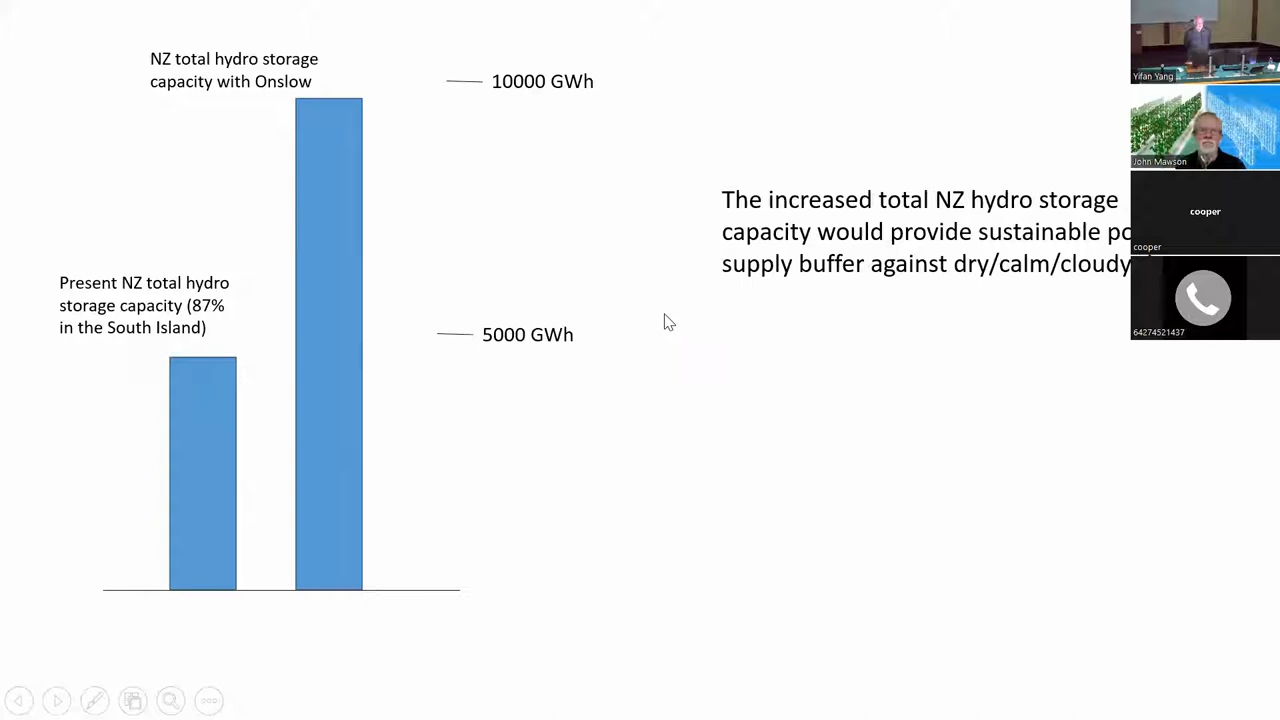 NZ total hydro storage
capacity with Onslow
10000 GWh
Present NZ total hydro
storage capacity (87%
in the South Island)
5000 GWh
The increased total NZ hydro storage
capacity would provide sustainable
supply buffer against dry/calm/cloudy
Yifan Yang
John Mawson
cooper
cooper
64274521437